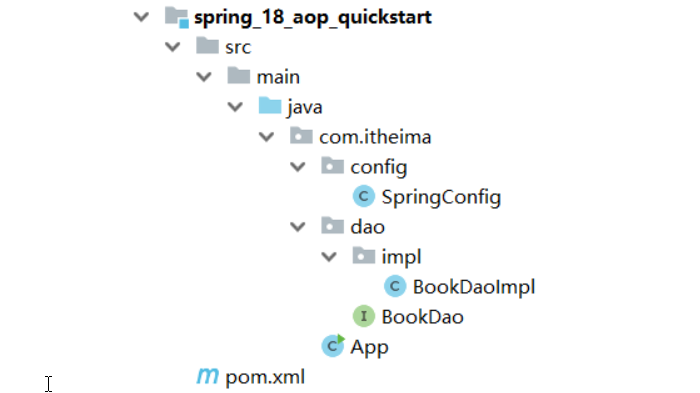 spring_18_aop_quickstart
src
main
java
com.itheima
config
SpringConfig
dao
impl
BookDaoImpl
BookDao
App
pom.xml